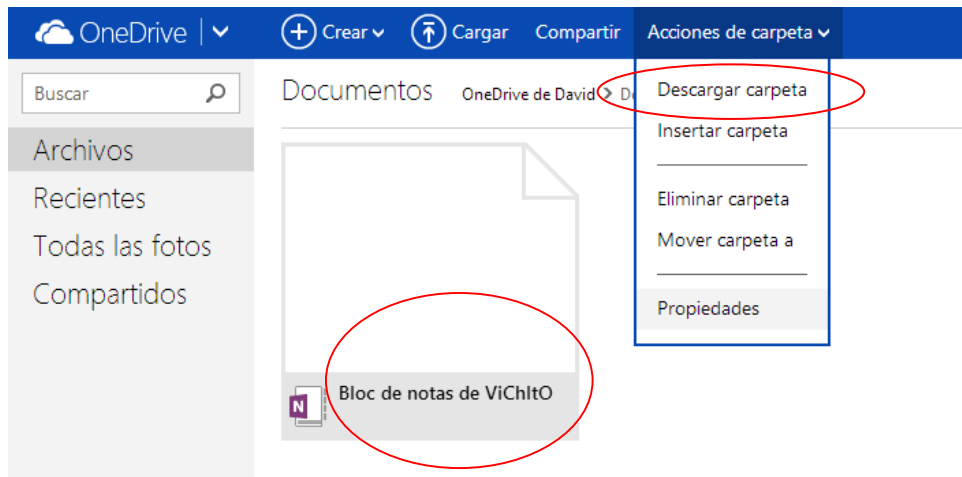 OneDrive
Crear
Cargar
Compartir
Acciones de carpeta
Buscar
Archivos
Recientes
Todas las fotos
Compartidos
Documentos
OneDrive de David >
Descargar carpeta
Insertar carpeta
Eliminar carpeta
Mover carpeta a
Propiedades
N
Bloc de notas de ViChItO